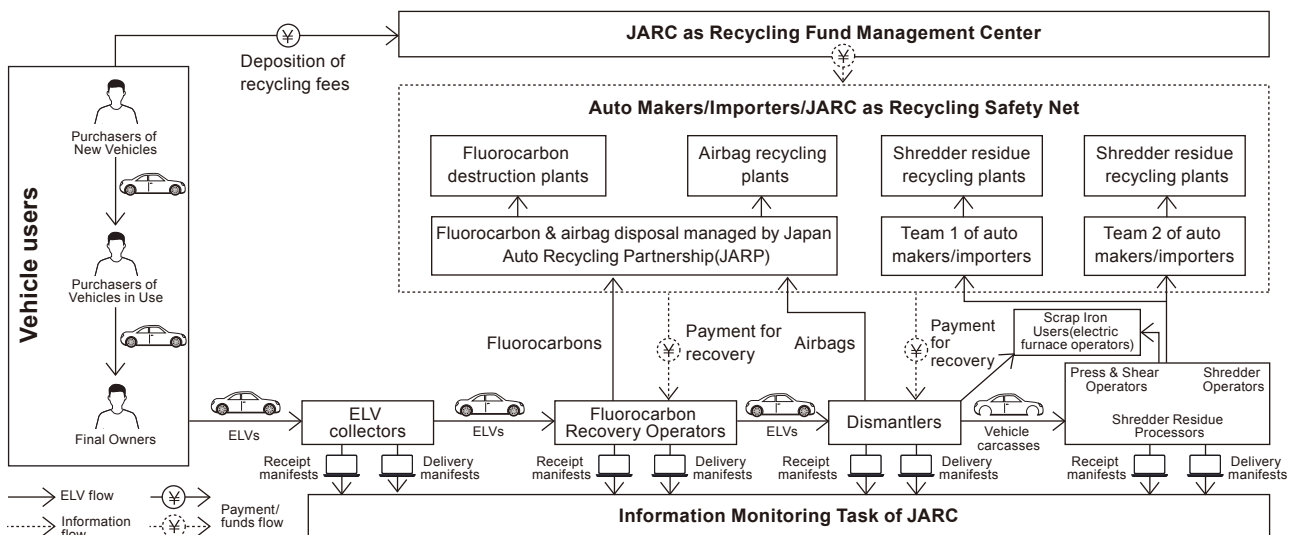 JARC as Recycling Fund Management Center
¥
Deposition of
recycling fees
¥
Vehicle users
Purchasers of
New Vehicles
Purchasers of
Vehicles in Use
Final Owners
Auto Makers/Importers/JARC as Recycling Safety Net
Fluorocarbon
destruction plants
Airbag recycling
plants
Shredder residue
recycling plants
Shredder residue
recycling plants
Fluorocarbon & airbag disposal managed by Japan
Auto Recycling Partnership(JARP)
Team 1 of auto
makers/importers
Team 2 of auto
makers/importers
Fluorocarbons
¥
Payment for
recovery
Airbags
¥
Payment
for
recovery
Scrap Iron
Users(electric
furnace operators)
Press & Shear
Operators
Shredder
Operators
Shredder Residue
Processors
ELVs
ELV
collectors
ELVs
Fluorocarbon
Recovery Operators
ELVs
Dismantlers
Vehicle
carcasses
Receipt
manifests
Delivery
manifests
Receipt
manifests
Delivery
manifests
Receipt
manifests
Delivery
manifests
Receipt
manifests
Delivery
manifests
Information Monitoring Task of JARC
ELV flow
Information
flow
¥
¥
Payment/
funds flow